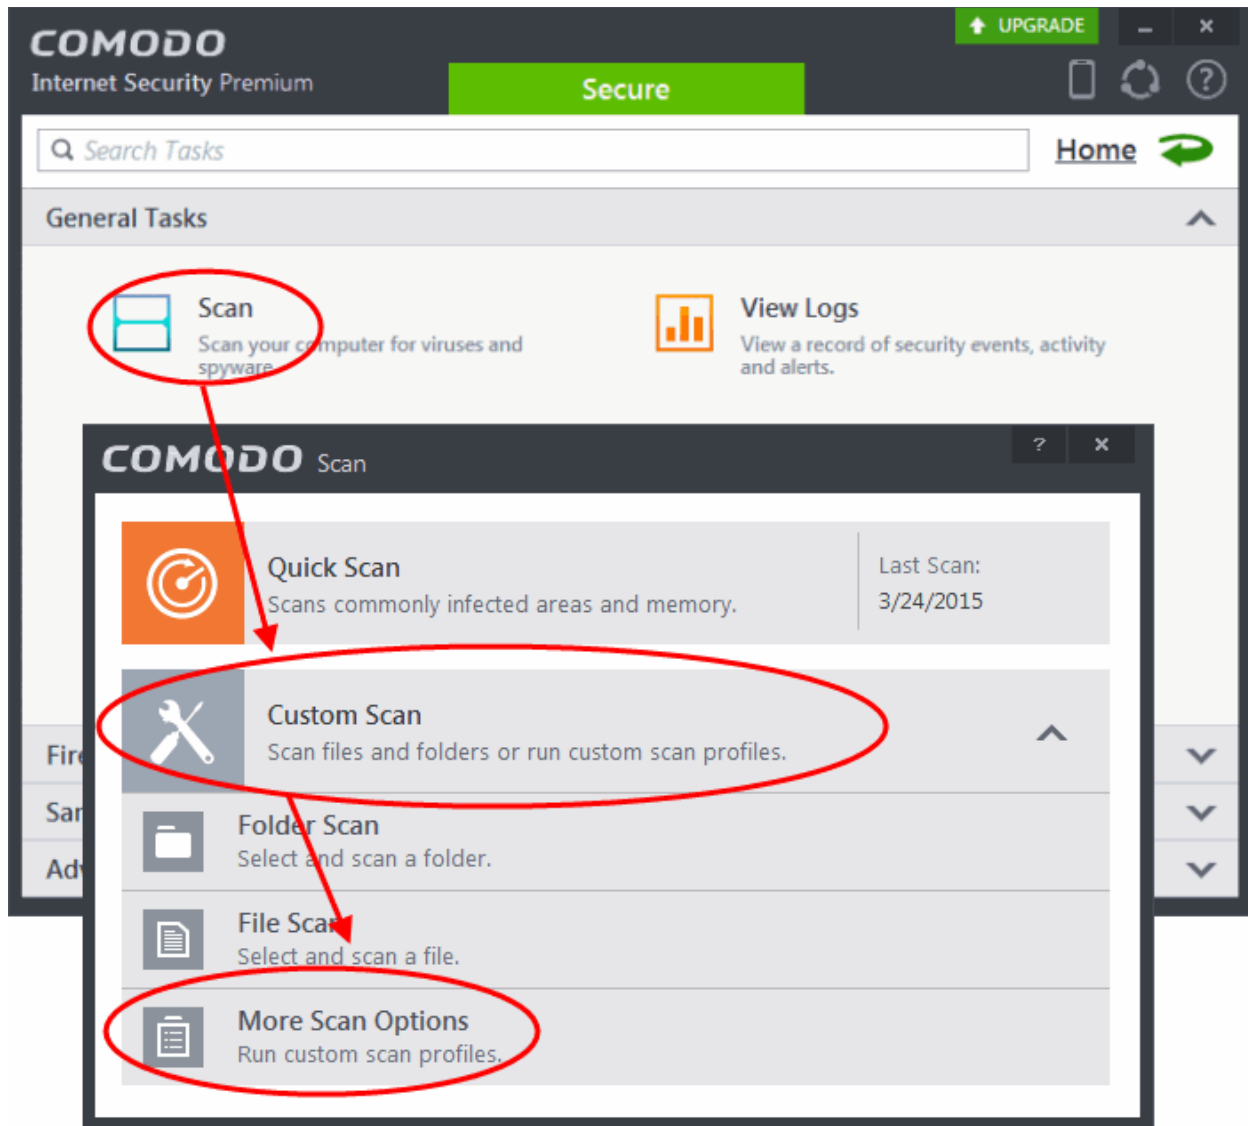 COMODO
Internet Security Premium
UPGRADE
Secure
Search Tasks
Home
General Tasks
Scan
Scan your computer for viruses and
spyware.
View Logs
View a record of security events, activity
and alerts.
COMODO Scan
Quick Scan
Scans commonly infected areas and memory.
Last Scan:
3/24/2015
Custom Scan
Scan files and folders or run custom scan profiles.
Fire
Folder Scan
Select and scan a folder.
San
Adv
File Scan
Select and scan a file.
More Scan Options
Run custom scan profiles.